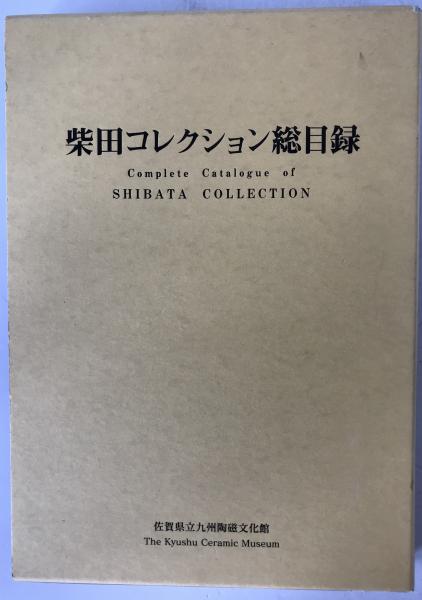 柴田コレクション総目録
Complete Catalogue of
SHIBATA COLLECTION
佐賀県立九州陶磁文化館
The Kyushu Ceramic Museum